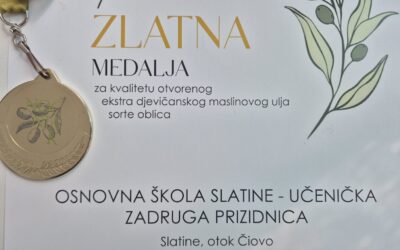 ZLATNA
MEDALJA
za kvalitetu otvorenog
ekstra djevičanskog maslinovog ulja
sorte oblica
OSNOVNA ŠKOLA SLATINE - UČENIČKA
ZADRUGA PRIZIDNICA
Slatine, otok Čiovo